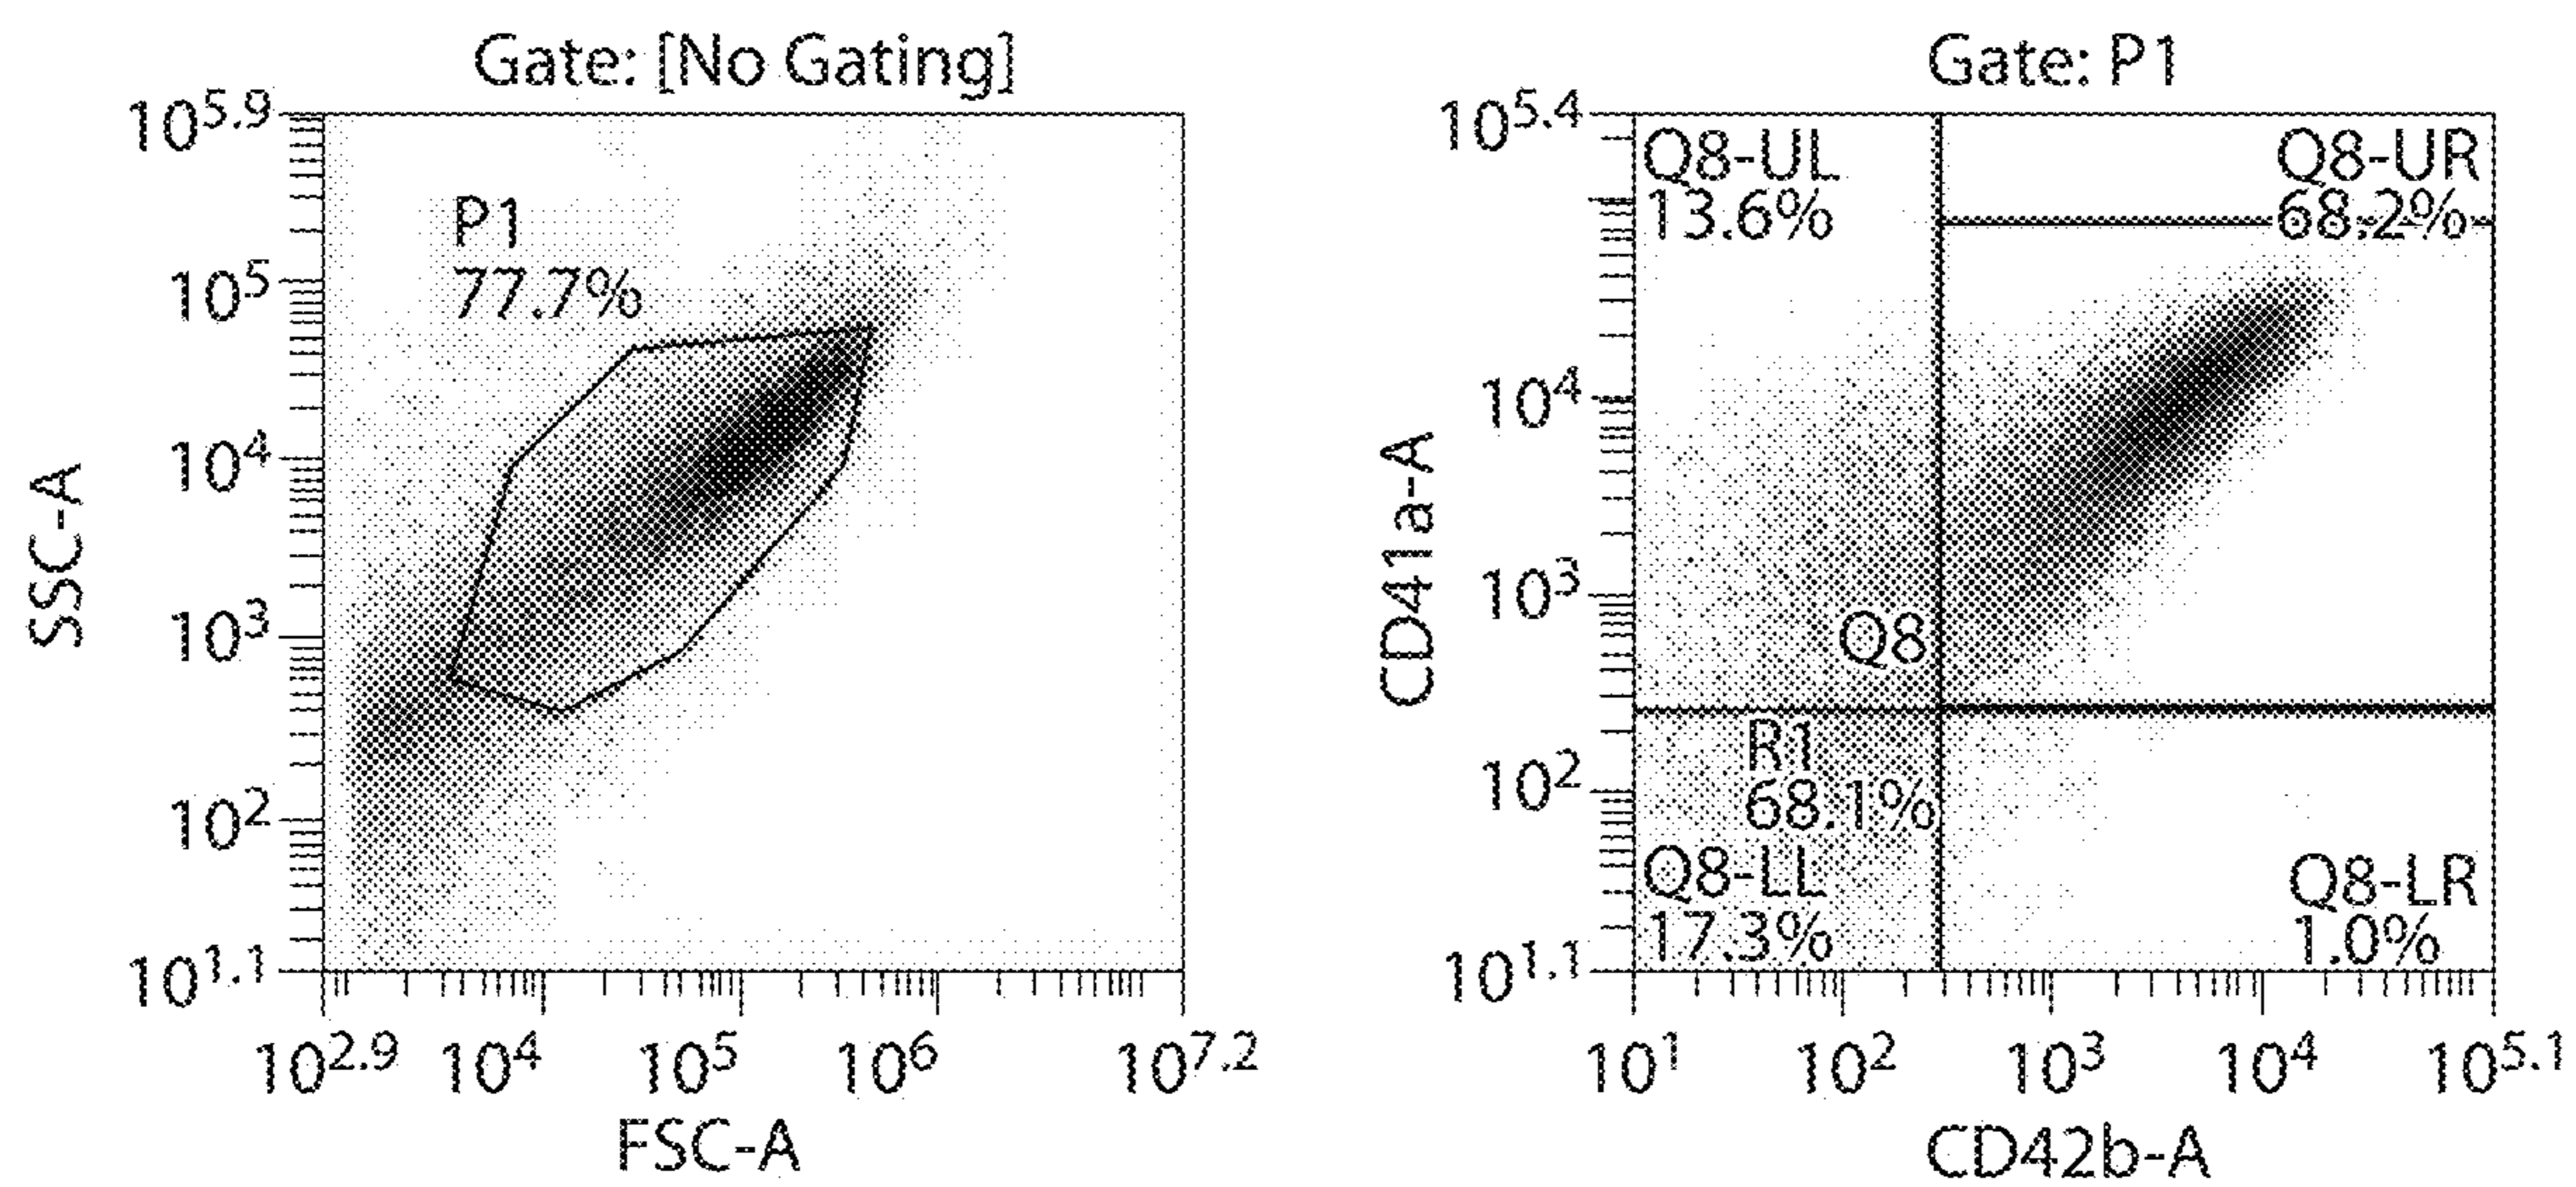 Gate: [No Gating]
10^5.9
P1
77.7%
10^5
10^4
10^3
10^2
10^1.1
SSC-A
10^2.9 10^4 10^5 10^6 10^7.2
FSC-A
Gate: P1
10^5.4
Q8-UL
13.6%
Q8-UR
68.2%
10^4
10^3
Q8
10^2
R1
68.1%
Q8-LL
17.3%
Q8-LR
1.0%
10^1.1
CD41a-A
10^1 10^2 10^3 10^4 10^5.1
CD42b-A